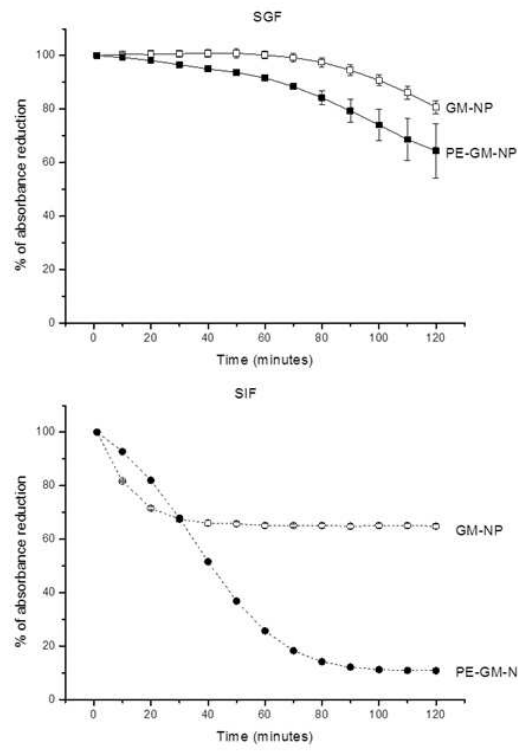 SGF
100
80
60
40
20
0
% of absorbance reduction
GM-NP
PE-GM-NP
0 20 40 60 80 100 120
Time (minutes)
SIF
100
80
60
40
20
0
% of absorbance reduction
GM-NP
PE-GM-N
0 20 40 60 80 100 120
Time (minutes)